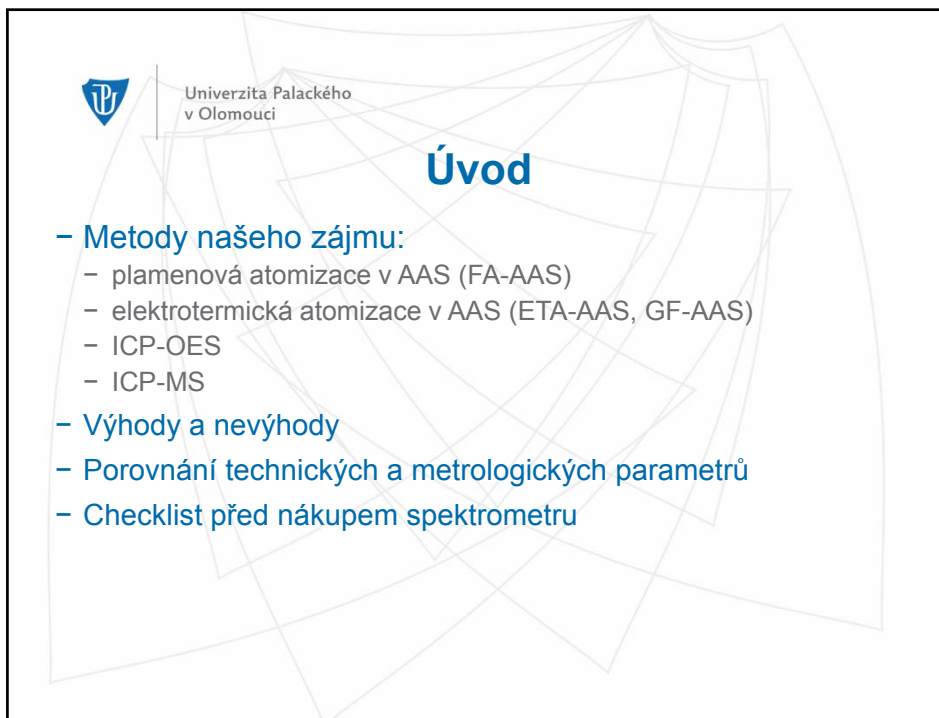 Univerzita Palackého
v Olomouci
Úvod
− Metody našeho zájmu:
− plamenová atomizace v AAS (FA-AAS)
− elektrotermická atomizace v AAS (ETA-AAS, GF-AAS)
− ICP-OES
− ICP-MS
− Výhody a nevýhody
− Porovnání technických a metrologických parametrů
− Checklist před nákupem spektrometru